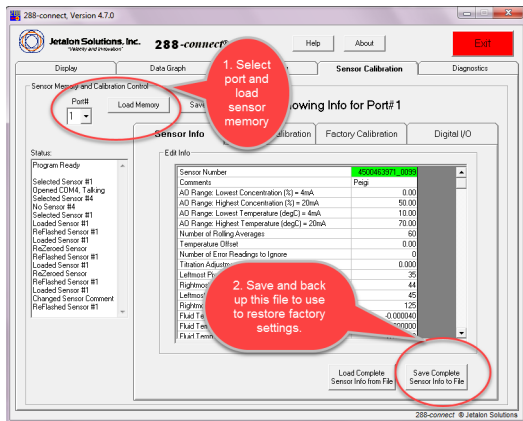 288-connect, Version 4.7.0
Jetalon Solutions, Inc.
"Velocity and Innovation"
288-connect
Help
About
Exit
Display
Data Graph
Sensor Calibration
Diagnostics
Sensor Memory and Calibration Control
Port#
1
Load Memory
Info for Port#1
1. Select
port and
load
sensor
memory
Sensor Info
Factory Calibration
Digital I/O
Status:
Program Ready
Selected Sensor #1
Opened COM4, Talking
Selected Sensor #4
No Sensor #4
Selected Sensor #1
Loaded Sensor #1
ReFlashed Sensor #1
Loaded Sensor #1
ReZeroed Sensor
ReFlashed Sensor #1
Loaded Sensor #1
ReZeroed Sensor
ReFlashed Sensor #1
Loaded Sensor #1
Changed Sensor Comment
ReFlashed Sensor #1
Edit Info
Sensor Number 4500463971_0099
Comments Peigi
AO Range: Lowest Concentration (%) = 4mA 0.00
AO Range: Highest Concentration (%) = 20mA 50.00
AO Range: Lowest Temperature (degC) = 4mA 10.00
AO Range: Highest Temperature (degC) = 20mA 70.00
Number of Rolling Averages 60
Temperature Offset 0.00
Number of Error Readings to Ignore 0
Titration 0.000
Leftmost 35
44
Leftmost 45
125
Fluid -0.000040
Fluid
Fluid
2. Save and back
up this file to use
to restore factory
settings.
Load Complete
Sensor Info from File
Save Complete
Sensor Info to File
288-connect ® Jetalon Solutions